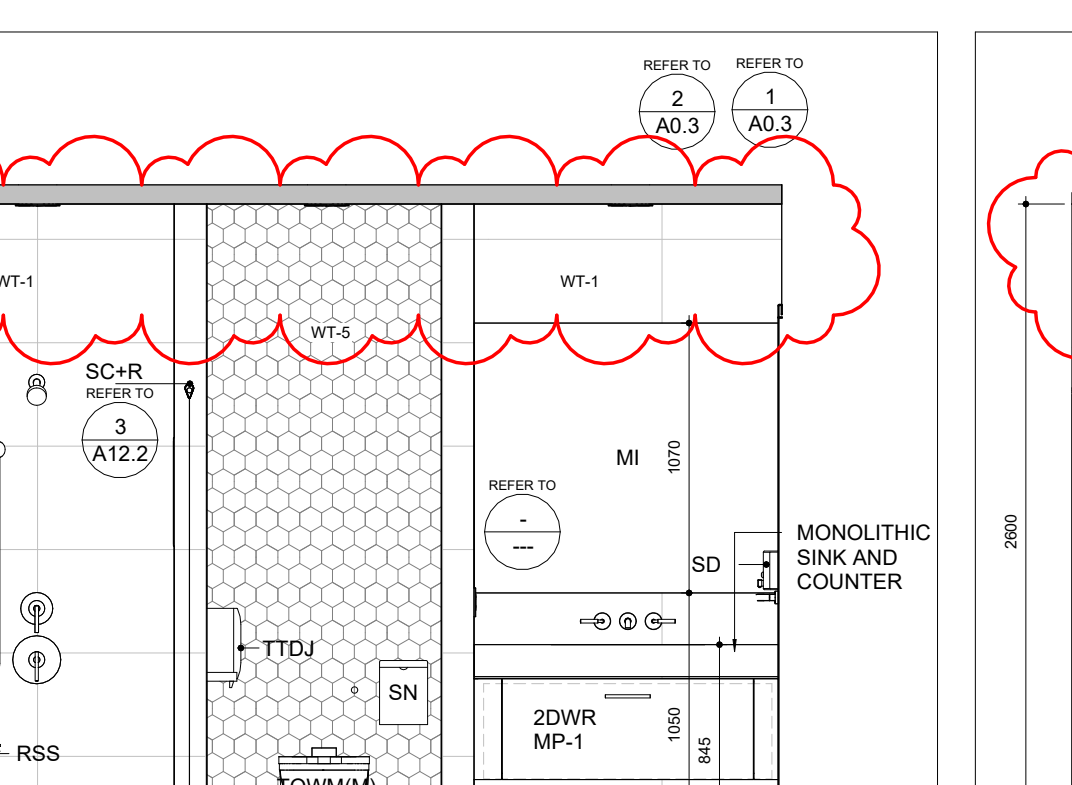 REFER TO
2
A0.3
REFER TO
1
A0.3
WT-1
WT-5
WT-1
SC+R
REFER TO
3
A12.2
MI
1070
REFER TO
-
---
2600
MONOLITHIC
SINK AND
COUNTER
SD
TTDJ
SN
2DWR
MP-1
1050
845
RSS
TOWM(M)